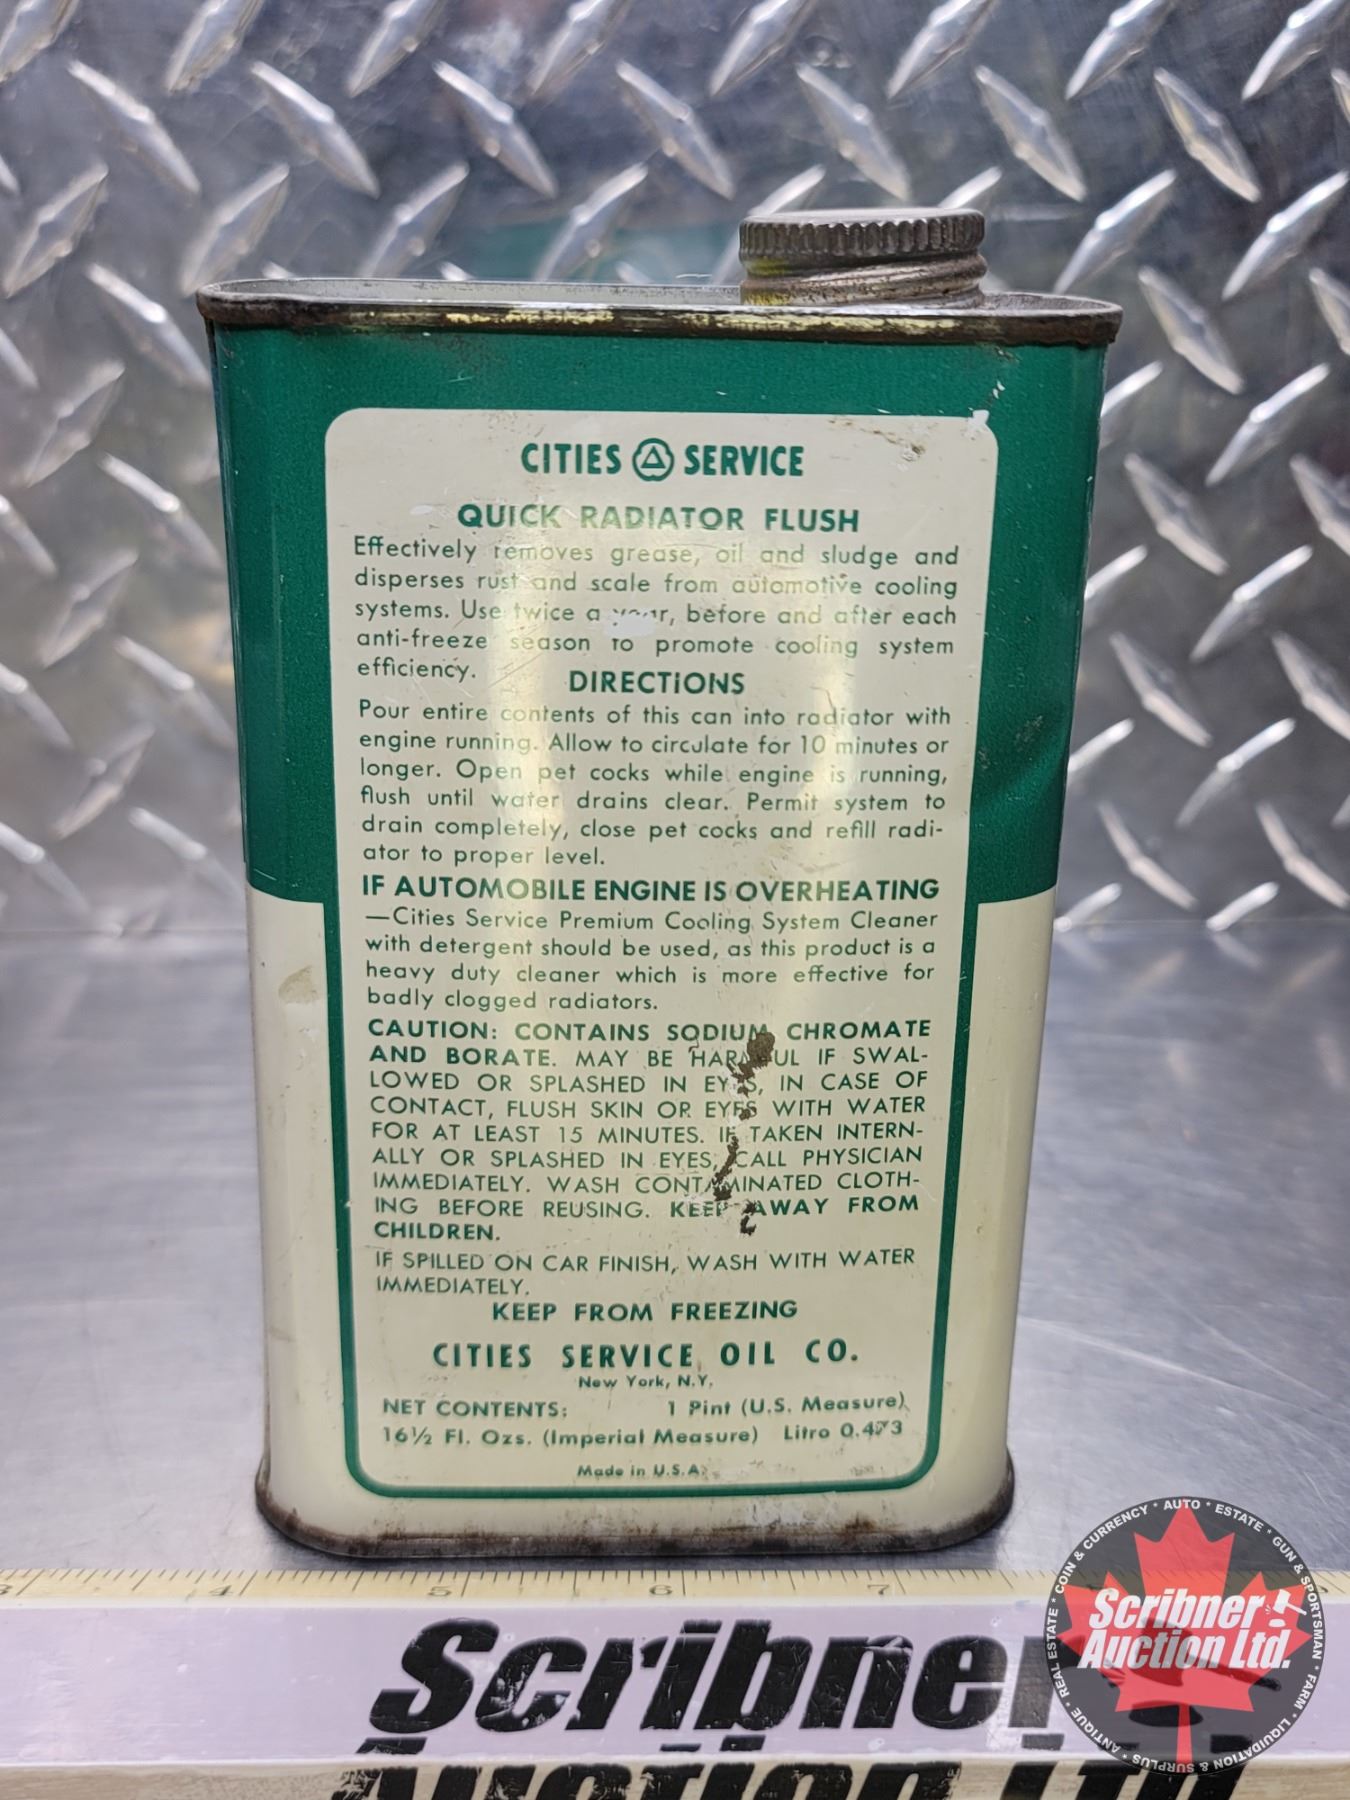 CITIES SERVICE
QUICK RADIATOR FLUSH
Effectively removes grease, oil and sludge and
disperses rust and scale from automotive cooling
systems. Use twice a year, before and after each
anti-freeze season to promote cooling system
efficiency.
DIRECTIONS
Pour entire contents of this can into radiator with
engine running. Allow to circulate for 10 minutes or
longer. Open pet cocks while engine is running,
flush until water drains clear. Permit system to
drain completely, close pet cocks and refill radi-
ator to proper level.
IF AUTOMOBILE ENGINE IS OVERHEATING
—Cities Service Premium Cooling System Cleaner
with detergent should be used, as this product is a
heavy duty cleaner which is more effective for
badly clogged radiators.
CAUTION: CONTAINS SODIUM CHROMATE
AND BORATE. MAY BE HARMFUL IF SWAL-
LOWED OR SPLASHED IN EYES, IN CASE OF
CONTACT, FLUSH SKIN OR EYES WITH WATER
FOR AT LEAST 15 MINUTES. IF TAKEN INTERN-
ALLY OR SPLASHED IN EYES, CALL PHYSICIAN
IMMEDIATELY. WASH CONTAMINATED CLOTH-
ING BEFORE REUSING. KEEP AWAY FROM
CHILDREN.
IF SPILLED ON CAR FINISH, WASH WITH WATER
IMMEDIATELY.
KEEP FROM FREEZING
CITIES SERVICE OIL CO.
New York, N.Y.
NET CONTENTS: 1 Pint (U.S. Measure)
16½ Fl. Ozs. (Imperial Measure) Litro 0.473
Made in U.S.A.
3 4 5 6 7
Scribner
Auction Ltd
COIN & CURRENCY * AUTO * ESTATE * GUN & SPORTSMAN * FARM * LIQUIDATION & SURPLUS * ANTIQUE * REAL ESTATE *
Scribner
Auction Ltd.